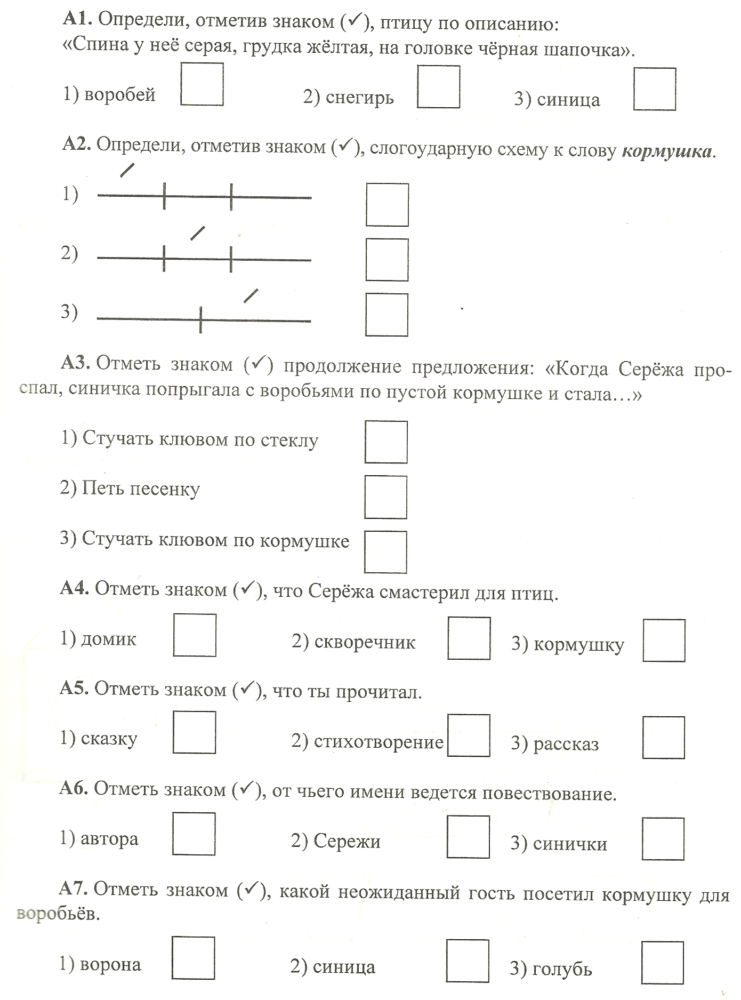 А1. Определи, отметив знаком (✓), птицу по описанию:
«Спина у неё серая, грудка жёлтая, на головке чёрная шапочка».
1) воробей 2) снегирь 3) синица
А2. Определи, отметив знаком (✓), слогоударную схему к слову кормушка.
1)
2)
3)
А3. Отметь знаком (✓) продолжение предложения: «Когда Серёжа про-
спал, синичка попрыгала с воробьями по пустой кормушке и стала…»
1) Стучать клювом по стеклу
2) Петь песенку
3) Стучать клювом по кормушке
А4. Отметь знаком (✓), что Серёжа смастерил для птиц.
1) домик 2) скворечник 3) кормушку
А5. Отметь знаком (✓), что ты прочитал.
1) сказку 2) стихотворение 3) рассказ
А6. Отметь знаком (✓), от чьего имени ведется повествование.
1) автора 2) Сережи 3) синички
А7. Отметь знаком (✓), какой неожиданный гость посетил кормушку для
воробьёв.
1) ворона 2) синица 3) голубь